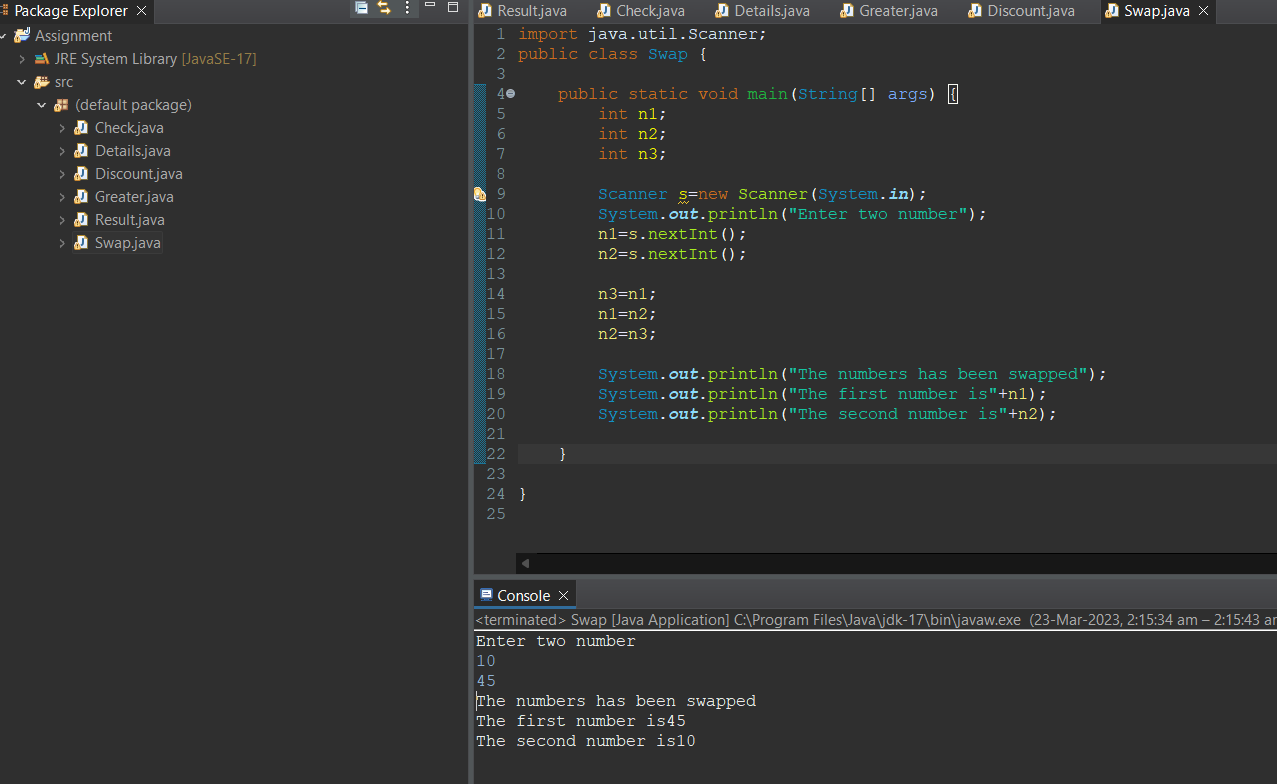 Package Explorer
Assignment
JRE System Library [JavaSE-17]
src
(default package)
Check.java
Details.java
Discount.java
Greater.java
Result.java
Swap.java
Result.java Check.java Details.java Greater.java Discount.java Swap.java
1 import java.util.Scanner;
2 public class Swap {
3
4 public static void main(String[] args) {
5 int n1;
6 int n2;
7 int n3;
8
9 Scanner s=new Scanner(System.in);
10 System.out.println("Enter two number");
11 n1=s.nextInt();
12 n2=s.nextInt();
13
14 n3=n1;
15 n1=n2;
16 n2=n3;
17
18 System.out.println("The numbers has been swapped");
19 System.out.println("The first number is"+n1);
20 System.out.println("The second number is"+n2);
21
22 }
23
24 }
25
Console
<terminated> Swap [Java Application] C:\Program Files\Java\jdk-17\bin\javaw.exe (23-Mar-2023, 2:15:34 am – 2:15:43 am
Enter two number
10
45
The numbers has been swapped
The first number is45
The second number is10